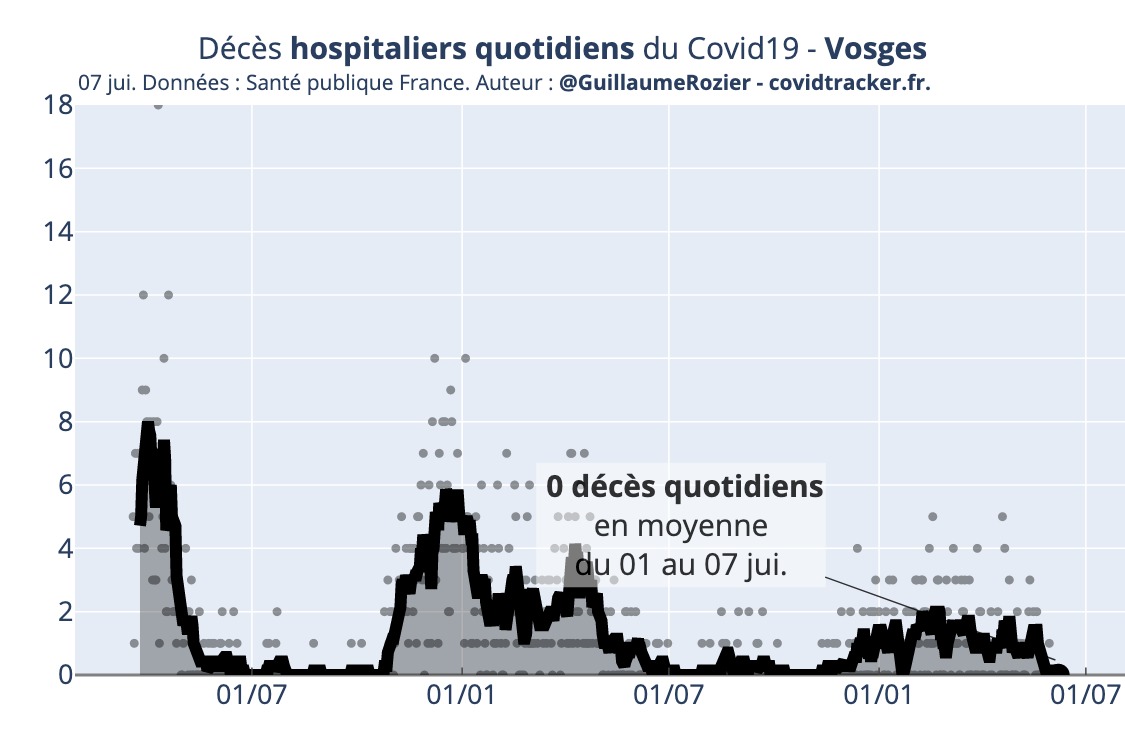 Décès hospitaliers quotidiens du Covid19 - Vosges
07 jui. Données : Santé publique France. Auteur : @GuillaumeRozier - covidtracker.fr.
18
16
14
12
10
8
6
4
2
0
0 décès quotidiens
en moyenne
du 01 au 07 jui.
01/07 01/01 01/07 01/01 01/07